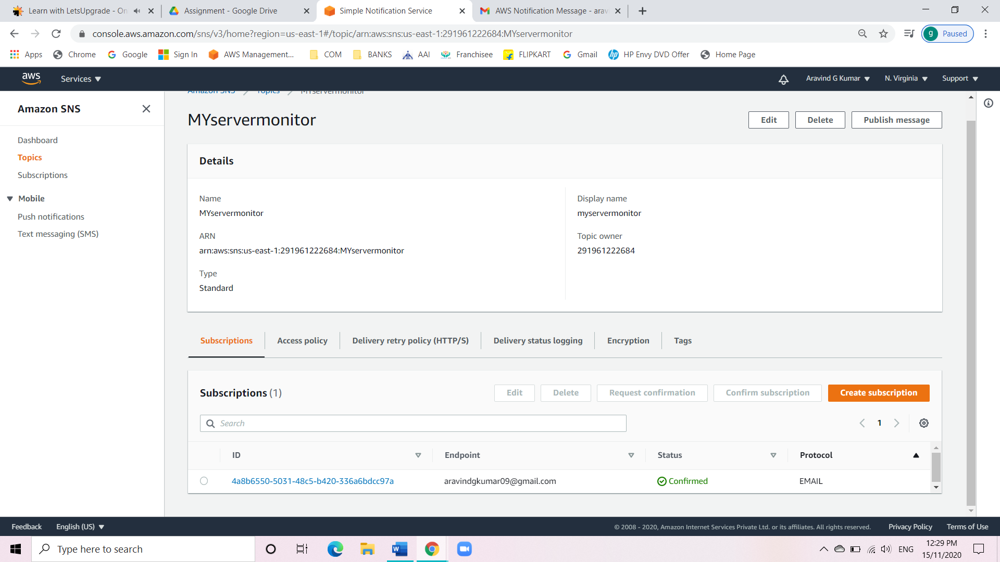 Learn with LetsUpgrade - On
Assignment - Google Drive
Simple Notification Service
AWS Notification Message - arav
console.aws.amazon.com/sns/v3/home?region=us-east-1#/topic/arn:aws:sns:us-east-1:291961222684:MYservermonitor
g Paused
Apps
Chrome
Google
Sign In
AWS Management...
COM
BANKS
AAI
Franchisee
FLIPKART
Gmail
HP Envy DVD Offer
Home Page
aws
Services
Aravind G Kumar
N. Virginia
Support
Amazon SNS
Topics
MYservermonitor
Amazon SNS
Dashboard
Topics
Subscriptions
Mobile
Push notifications
Text messaging (SMS)
MYservermonitor
Edit
Delete
Publish message
Details
Name
MYservermonitor
ARN
arn:aws:sns:us-east-1:291961222684:MYservermonitor
Type
Standard
Display name
myservermonitor
Topic owner
291961222684
Subscriptions
Access policy
Delivery retry policy (HTTP/S)
Delivery status logging
Encryption
Tags
Subscriptions (1)
Edit
Delete
Request confirmation
Confirm subscription
Create subscription
Search
1
ID
Endpoint
Status
Protocol
4a8b6550-5031-48c5-b420-336a6bdcc97a
aravindgkumar09@gmail.com
Confirmed
EMAIL
Feedback
English (US)
© 2008 - 2020, Amazon Internet Services Private Ltd. or its affiliates. All rights reserved.
Privacy Policy
Terms of Use
Type here to search
ENG
12:29 PM
15/11/2020